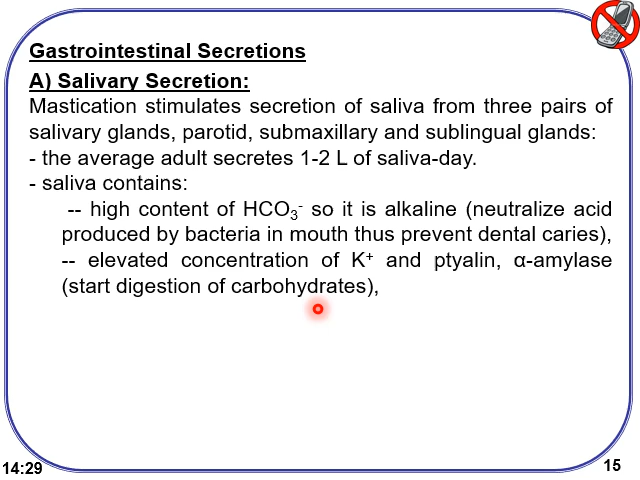 Gastrointestinal Secretions
A) Salivary Secretion:
Mastication stimulates secretion of saliva from three pairs of
salivary glands, parotid, submaxillary and sublingual glands:
- the average adult secretes 1-2 L of saliva-day.
- saliva contains:
-- high content of HCO₃⁻ so it is alkaline (neutralize acid
produced by bacteria in mouth thus prevent dental caries),
-- elevated concentration of K⁺ and ptyalin, α-amylase
(start digestion of carbohydrates),
14:29
15